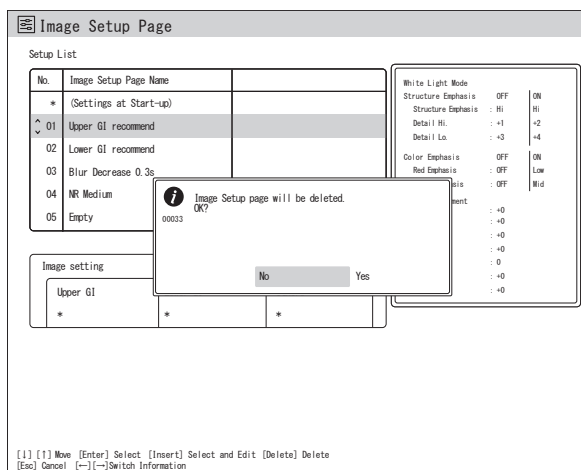 Image Setup Page
Setup List
No. Image Setup Page Name
* (Settings at Start-up)
01 Upper GI recommend
02 Lower GI recommend
03 Blur Decrease 0.3s
04 NR Medium
05 Empty
White Light Mode
Structure Emphasis OFF ON
Structure Emphasis : Hi Hi
Detail Hi. : +1 +2
Detail Lo. : +3 +4
Color Emphasis OFF ON
Red Emphasis : OFF Low
sis : OFF Mid
ment
: +0
: +0
: +0
: +0
: 0
: +0
: +0
i Image Setup page will be deleted.
OK?
00033
No Yes
Image setting
Upper GI
* * *
[↓] [↑] Move [Enter] Select [Insert] Select and Edit [Delete] Delete
[Esc] Cancel [←][→]Switch Information